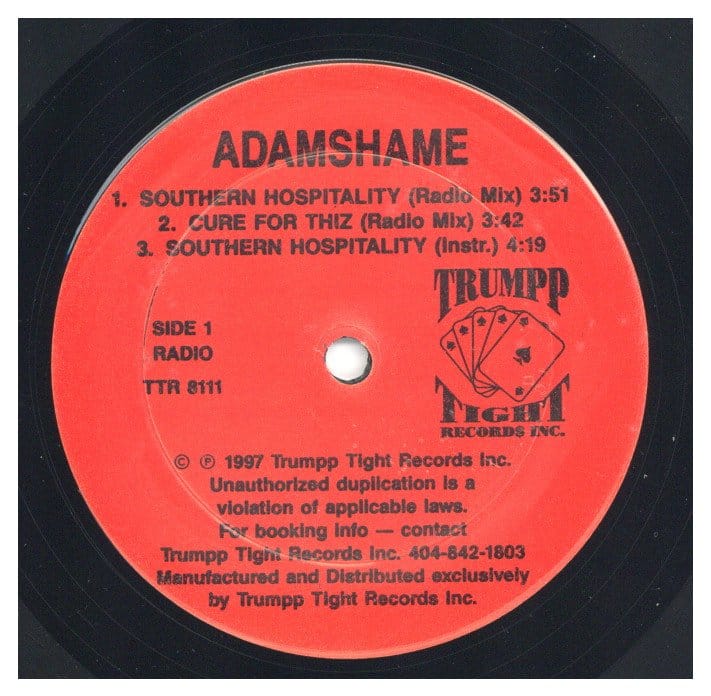 ADAMSHAME
1. SOUTHERN HOSPITALITY (Radio Mix) 3:51
2. CURE FOR THIZ (Radio Mix) 3:42
3. SOUTHERN HOSPITALITY (Instr.) 4:19
TRUMPP
TIGHT
RECORDS INC.
SIDE 1
RADIO
TTR 8111
© ℗ 1997 Trumpp Tight Records Inc.
Unauthorized duplication is a
violation of applicable laws.
For booking info — contact
Trumpp Tight Records Inc. 404-842-1803
Manufactured and Distributed exclusively
by Trumpp Tight Records Inc.